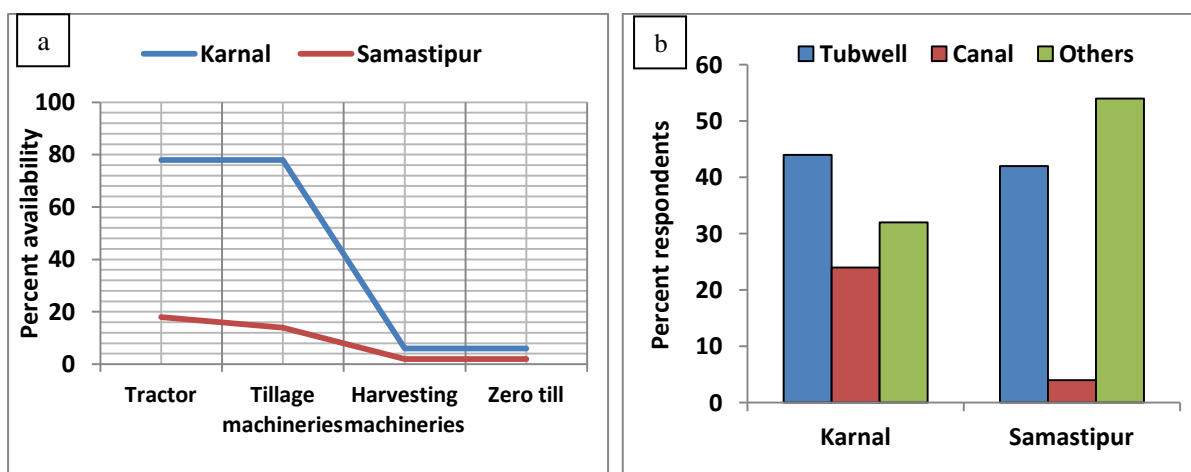 a
Karnal Samastipur
Percent availability
100
80
60
40
20
0
Tractor Tillage Harvesting Zero till
machineries machineries
b
Tubwell Canal Others
Percent respondents
60
50
40
30
20
10
0
Karnal Samastipur